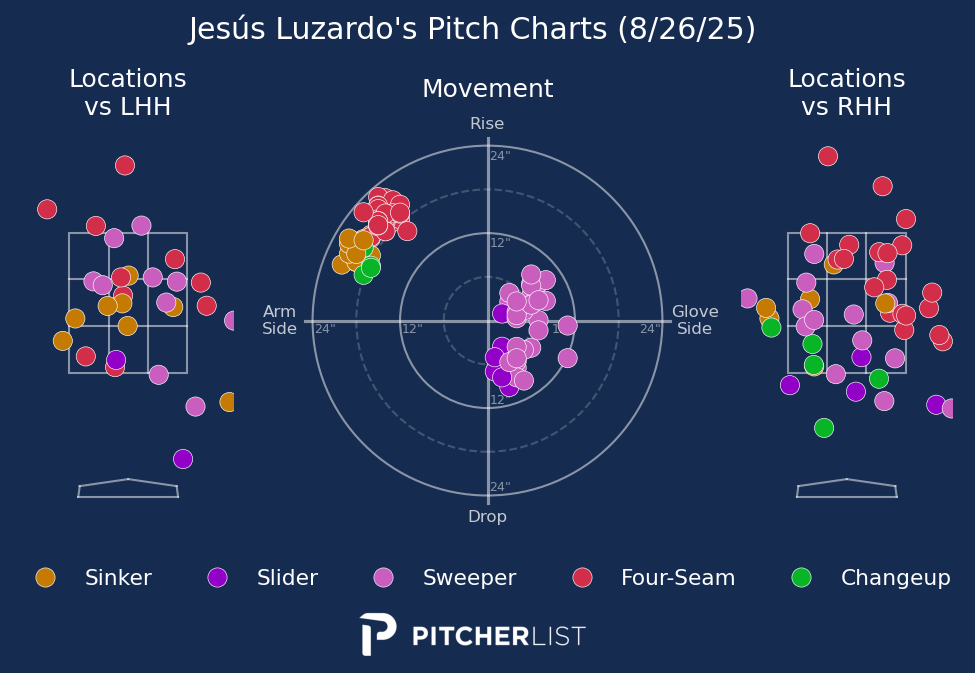 Jesús Luzardo's Pitch Charts (8/26/25)
Locations
vs LHH
Movement
Locations
vs RHH
Rise
24"
12"
Arm
Side
24"
12"
24"
Glove
Side
12"
24"
Drop
Sinker
Slider
Sweeper
Four-Seam
Changeup
PITCHERLIST